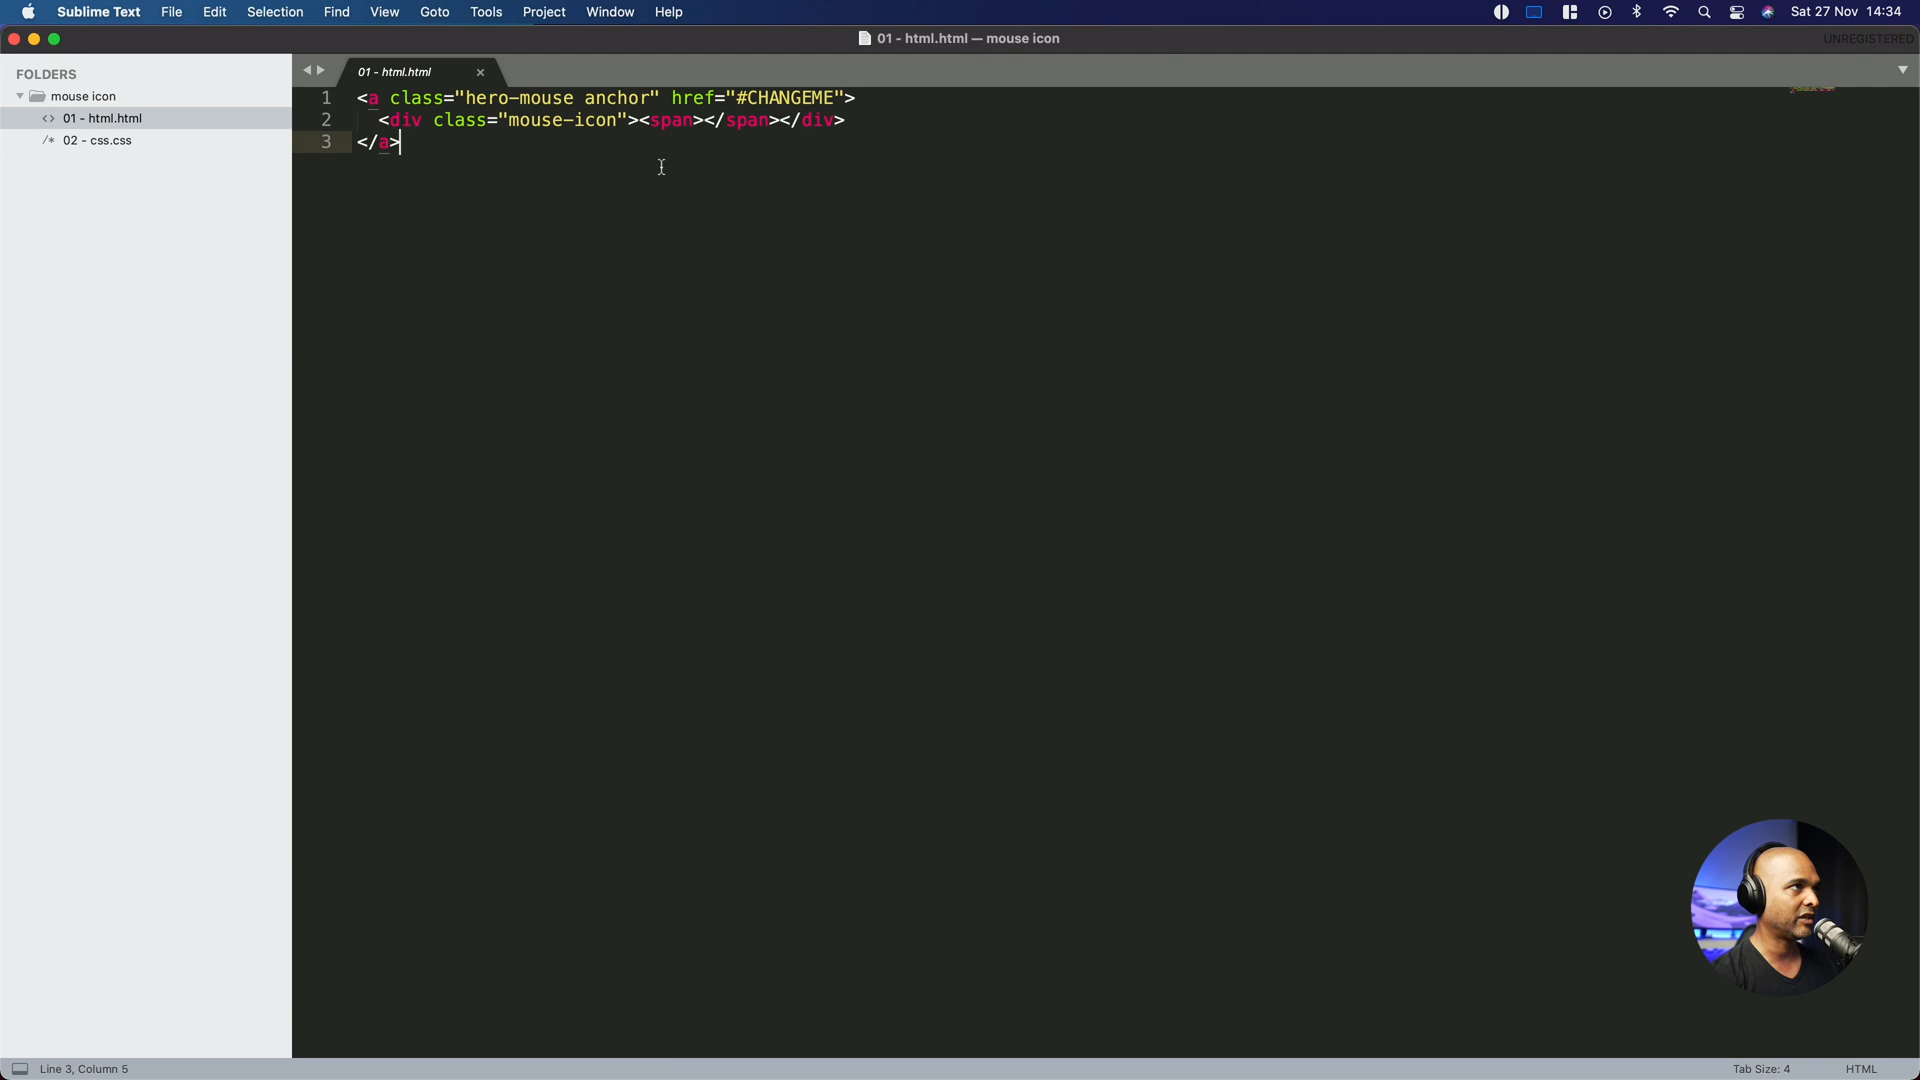 Sublime Text File Edit Selection Find View Goto Tools Project Window Help Sat 27 Nov 14:34
01 - html.html — mouse icon UNREGISTERED
FOLDERS
mouse icon
<> 01 - html.html
/* 02 - css.css
01 - html.html ×
1 <a class="hero-mouse anchor" href="#CHANGEME">
2 <div class="mouse-icon"><span></span></div>
3 </a>
Line 3, Column 5 Tab Size: 4 HTML